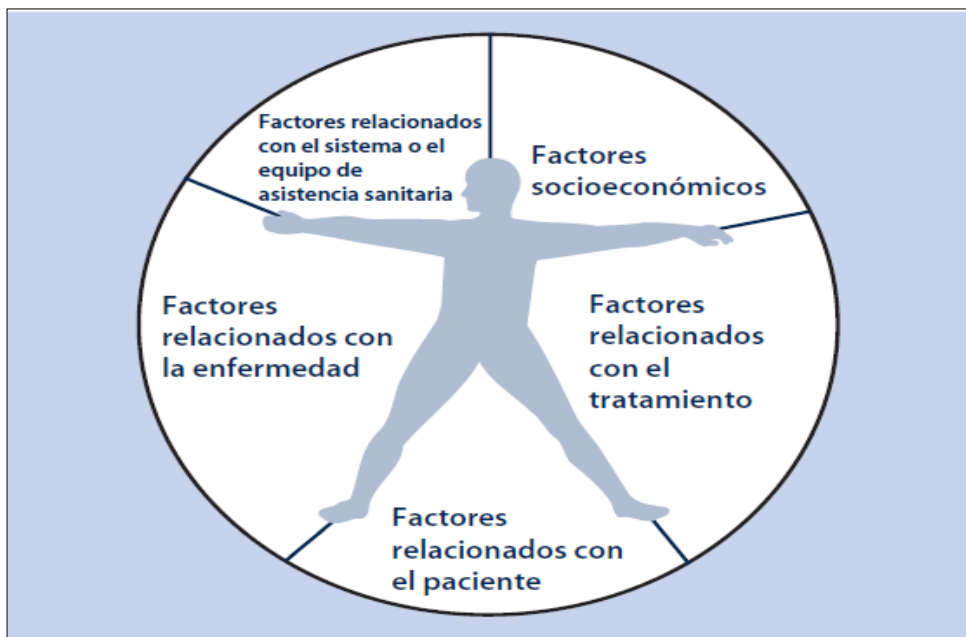 Factores relacionados
con el sistema o el
equipo de
asistencia sanitaria
Factores
socioeconómicos
Factores
relacionados con
la enfermedad
Factores
relacionados
con el
tratamiento
Factores
relacionados con
el paciente